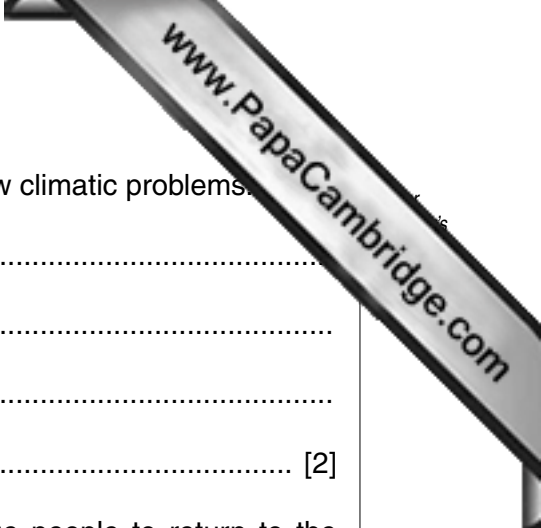 www.PapaCambridge.com
climatic problems.
....................................................
....................................................
....................................................
.............................................. [2]
people to return to the